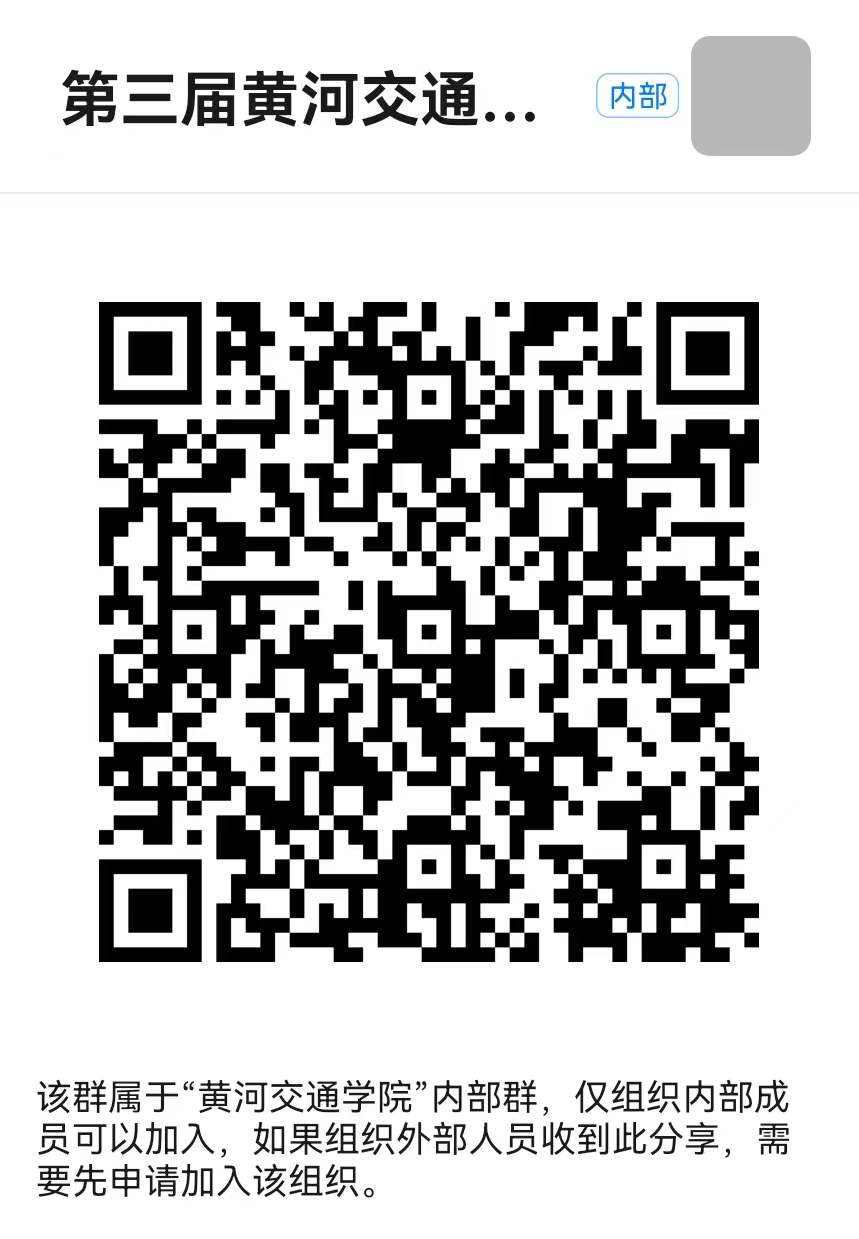 第三届黄河交通...
内部
该群属于“黄河交通学院”内部群，仅组织内部成
员可以加入，如果组织外部人员收到此分享，需
要先申请加入该组织。